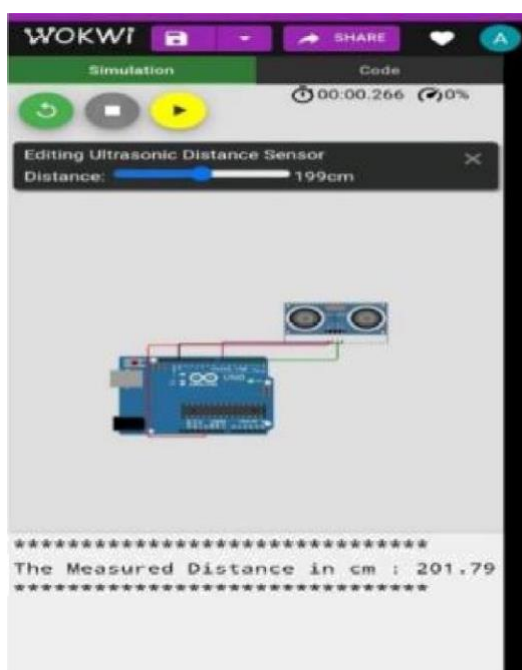 WOKWI SHARE A
Simulation Code
00:00.266 0%
Editing Ultrasonic Distance Sensor
Distance: 199cm
UNO
*******************************
The Measured Distance in cm : 201.79
*******************************